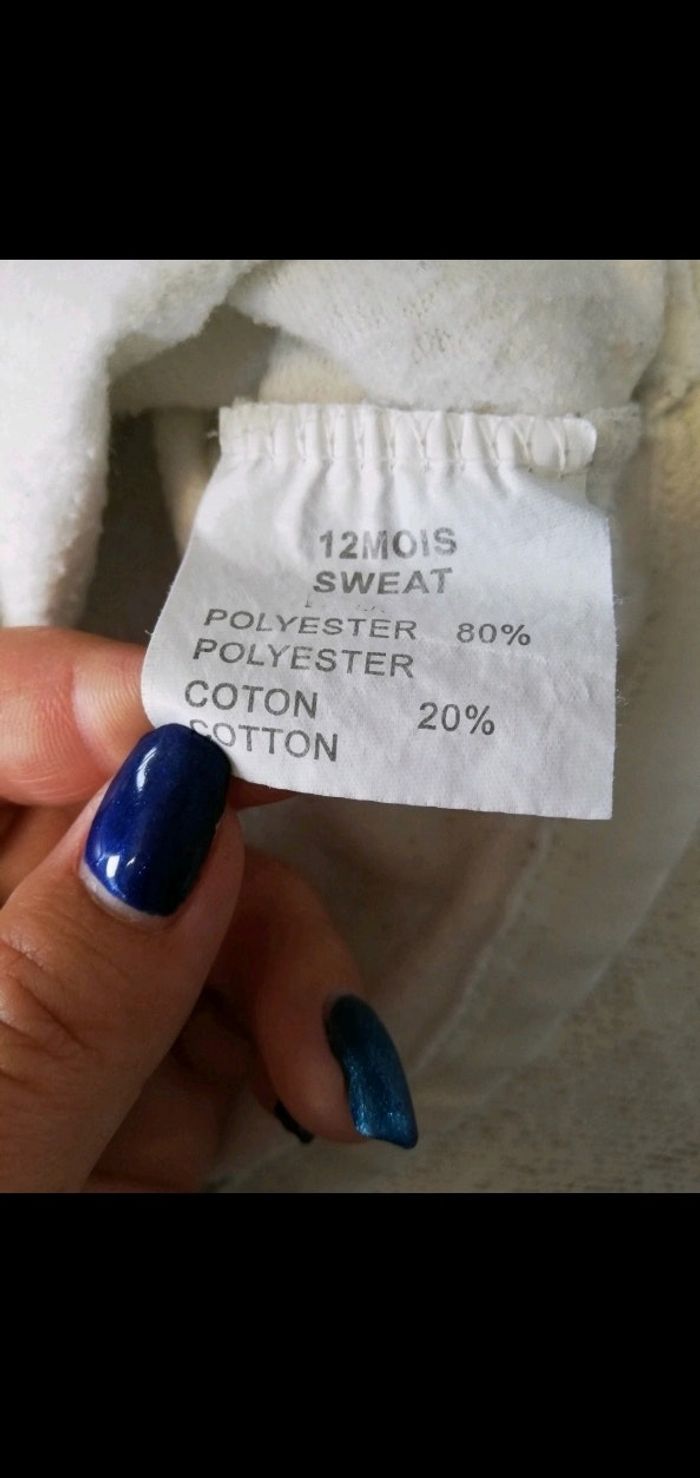 12MOIS
SWEAT
POLYESTER 80%
POLYESTER
COTON 20%
COTTON